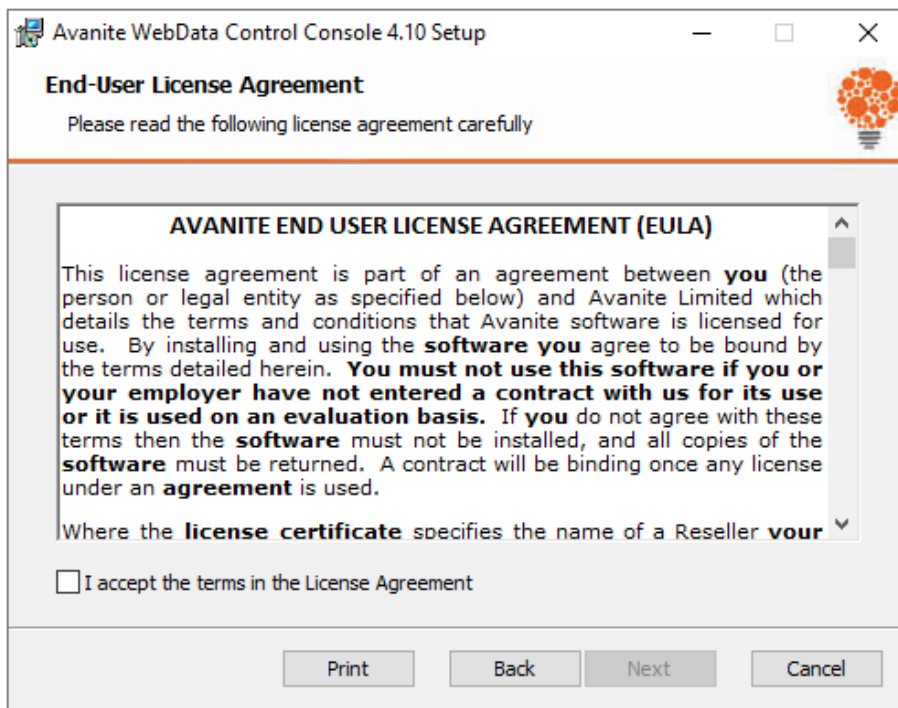 Avanite WebData Control Console 4.10 Setup
End-User License Agreement
Please read the following license agreement carefully
AVANITE END USER LICENSE AGREEMENT (EULA)
This license agreement is part of an agreement between you (the
person or legal entity as specified below) and Avanite Limited which
details the terms and conditions that Avanite software is licensed for
use. By installing and using the software you agree to be bound by
the terms detailed herein. You must not use this software if you or
your employer have not entered a contract with us for its use
or it is used on an evaluation basis. If you do not agree with these
terms then the software must not be installed, and all copies of the
software must be returned. A contract will be binding once any license
under an agreement is used.
Where the license certificate specifies the name of a Reseller your
I accept the terms in the License Agreement
Print
Back
Next
Cancel